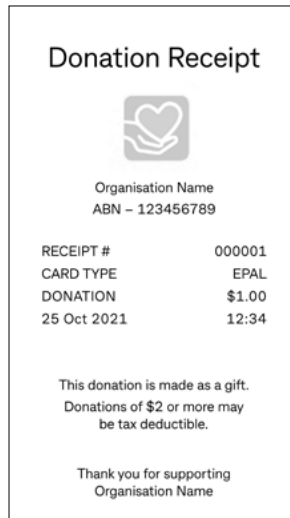 Donation Receipt
Organisation Name
ABN – 123456789
RECEIPT # 000001
CARD TYPE EPAL
DONATION $1.00
25 Oct 2021 12:34
This donation is made as a gift.
Donations of $2 or more may
be tax deductible.
Thank you for supporting
Organisation Name